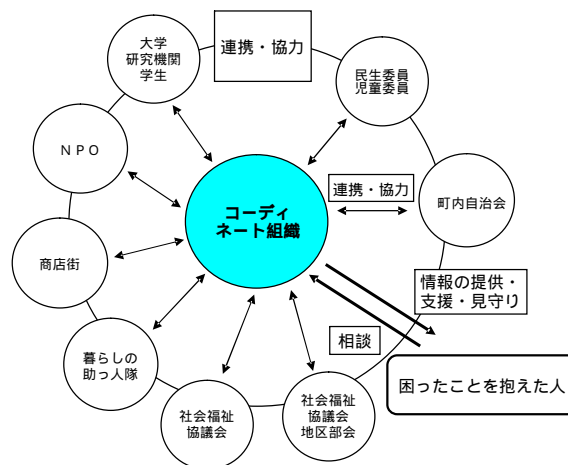 大学
研究機関
学生
連携・協力
民生委員
児童委員
ＮＰＯ
コーディ
ネート組織
連携・協力
町内自治会
商店街
情報の提供・
支援・見守り
相談
暮らしの
助っ人隊
困ったことを抱えた人
社会福祉
協議会
社会福祉
協議会
地区部会